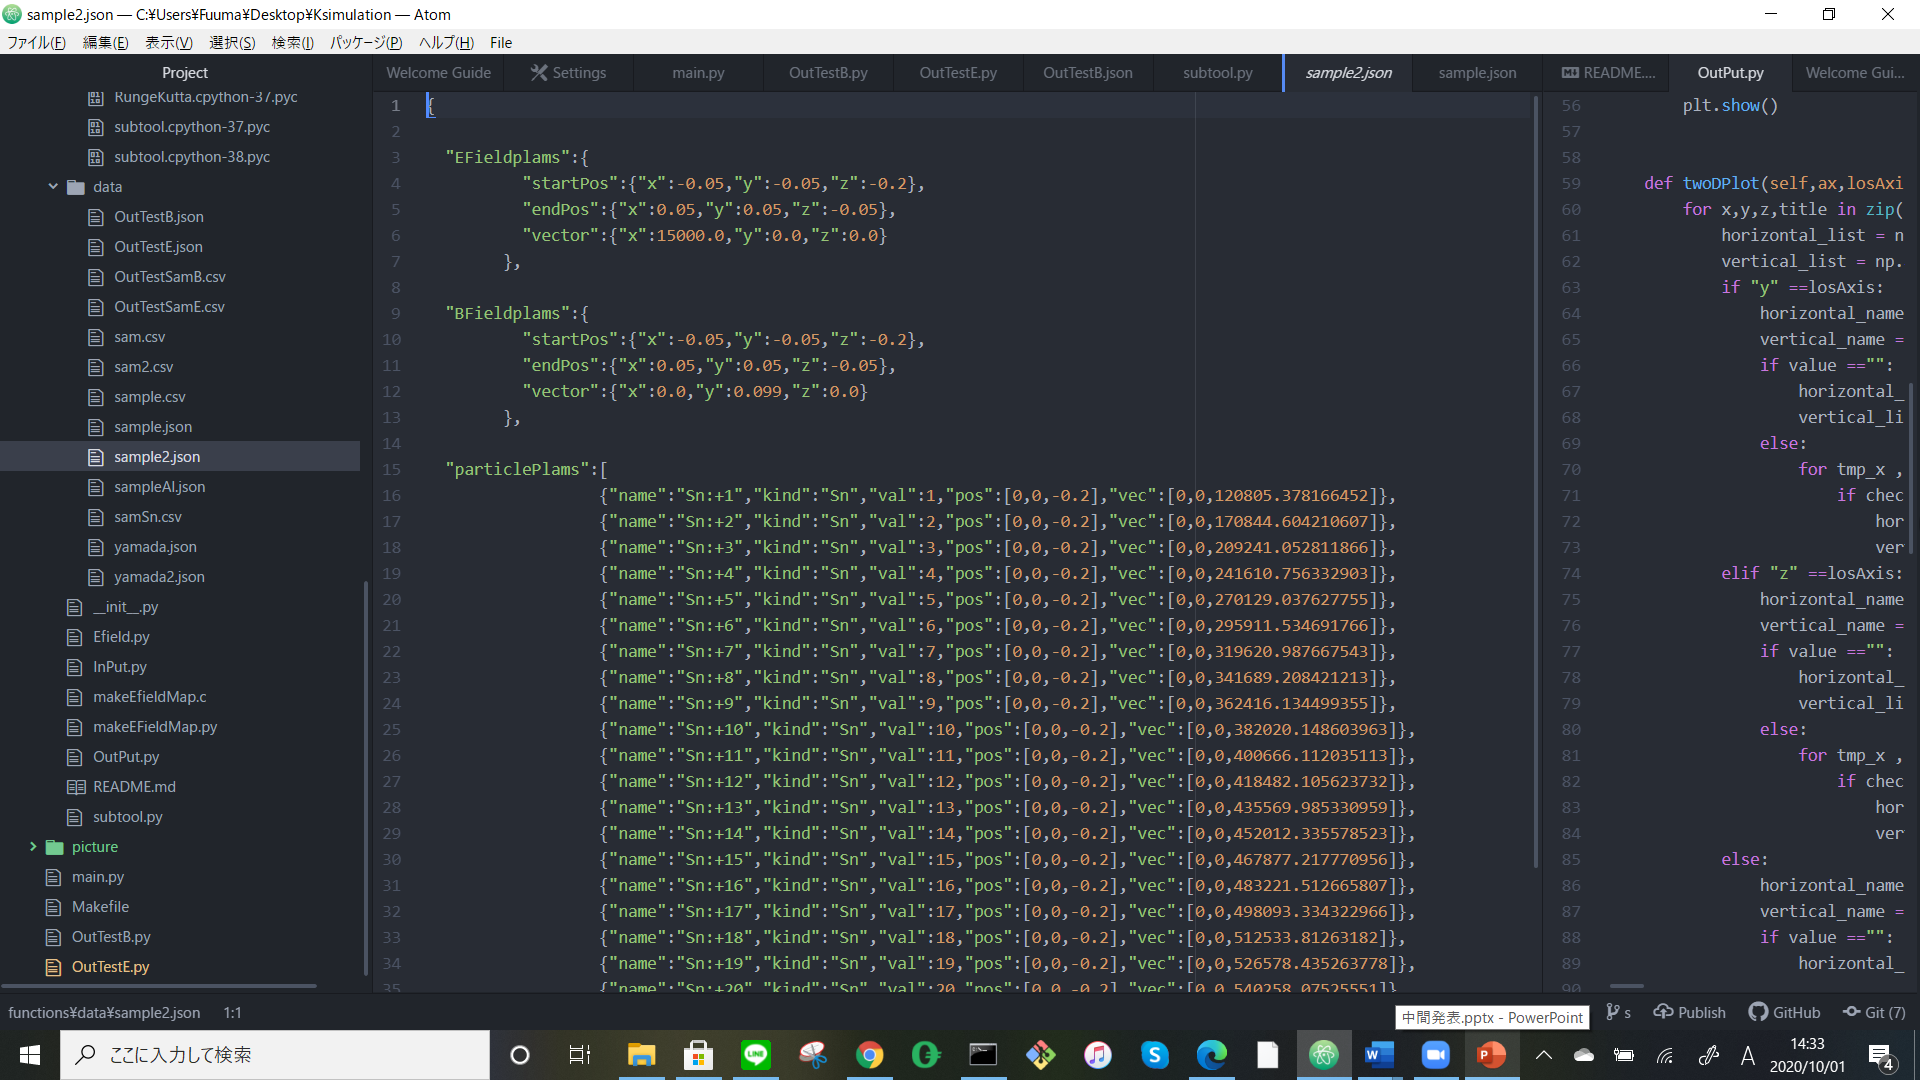 sample2.json — C:¥Users¥Fuuma¥Desktop¥Ksimulation — Atom
ファイル(F) 編集(E) 表示(V) 選択(S) 検索(I) パッケージ(P) ヘルプ(H) File
Project
RungeKutta.cpython-37.pyc
subtool.cpython-37.pyc
subtool.cpython-38.pyc
data
OutTestB.json
OutTestE.json
OutTestSamB.csv
OutTestSamE.csv
sam.csv
sam2.csv
sample.csv
sample.json
sample2.json
sampleAl.json
samSn.csv
yamada.json
yamada2.json
__init__.py
Efield.py
InPut.py
makeEfieldMap.c
makeEFieldMap.py
OutPut.py
README.md
subtool.py
picture
main.py
Makefile
OutTestB.py
OutTestE.py
Welcome Guide Settings main.py OutTestB.py OutTestE.py OutTestB.json subtool.py sample2.json sample.json
1 {
2
3 "EFieldplams":{
4 "startPos":{"x":-0.05,"y":-0.05,"z":-0.2},
5 "endPos":{"x":0.05,"y":0.05,"z":-0.05},
6 "vector":{"x":15000.0,"y":0.0,"z":0.0}
7 },
8
9 "BFieldplams":{
10 "startPos":{"x":-0.05,"y":-0.05,"z":-0.2},
11 "endPos":{"x":0.05,"y":0.05,"z":-0.05},
12 "vector":{"x":0.0,"y":0.099,"z":0.0}
13 },
14
15 "particlePlams":[
16 {"name":"Sn:+1","kind":"Sn","val":1,"pos":[0,0,-0.2],"vec":[0,0,120805.378166452]},
17 {"name":"Sn:+2","kind":"Sn","val":2,"pos":[0,0,-0.2],"vec":[0,0,170844.604210607]},
18 {"name":"Sn:+3","kind":"Sn","val":3,"pos":[0,0,-0.2],"vec":[0,0,209241.052811866]},
19 {"name":"Sn:+4","kind":"Sn","val":4,"pos":[0,0,-0.2],"vec":[0,0,241610.756332903]},
20 {"name":"Sn:+5","kind":"Sn","val":5,"pos":[0,0,-0.2],"vec":[0,0,270129.037627755]},
21 {"name":"Sn:+6","kind":"Sn","val":6,"pos":[0,0,-0.2],"vec":[0,0,295911.534691766]},
22 {"name":"Sn:+7","kind":"Sn","val":7,"pos":[0,0,-0.2],"vec":[0,0,319620.987667543]},
23 {"name":"Sn:+8","kind":"Sn","val":8,"pos":[0,0,-0.2],"vec":[0,0,341689.208421213]},
24 {"name":"Sn:+9","kind":"Sn","val":9,"pos":[0,0,-0.2],"vec":[0,0,362416.134499355]},
25 {"name":"Sn:+10","kind":"Sn","val":10,"pos":[0,0,-0.2],"vec":[0,0,382020.148603963]},
26 {"name":"Sn:+11","kind":"Sn","val":11,"pos":[0,0,-0.2],"vec":[0,0,400666.112035113]},
27 {"name":"Sn:+12","kind":"Sn","val":12,"pos":[0,0,-0.2],"vec":[0,0,418482.105623732]},
28 {"name":"Sn:+13","kind":"Sn","val":13,"pos":[0,0,-0.2],"vec":[0,0,435569.985330959]},
29 {"name":"Sn:+14","kind":"Sn","val":14,"pos":[0,0,-0.2],"vec":[0,0,452012.335578523]},
30 {"name":"Sn:+15","kind":"Sn","val":15,"pos":[0,0,-0.2],"vec":[0,0,467877.217770956]},
31 {"name":"Sn:+16","kind":"Sn","val":16,"pos":[0,0,-0.2],"vec":[0,0,483221.512665807]},
32 {"name":"Sn:+17","kind":"Sn","val":17,"pos":[0,0,-0.2],"vec":[0,0,498093.334322966]},
33 {"name":"Sn:+18","kind":"Sn","val":18,"pos":[0,0,-0.2],"vec":[0,0,512533.81263182]},
34 {"name":"Sn:+19","kind":"Sn","val":19,"pos":[0,0,-0.2],"vec":[0,0,526578.435263778]},
35 {"name":"Sn:+20","kind":"Sn","val":20,"pos":[0,0,-0.2],"vec":[0,0,540258.07525551]}
README.... OutPut.py Welcome Gui...
56 plt.show()
57
58
59 def twoDPlot(self,ax,losAxi
60 for x,y,z,title in zip(
61 horizontal_list = n
62 vertical_list = np.
63 if "y" ==losAxis:
64 horizontal_name
65 vertical_name =
66 if value =="":
67 horizontal_
68 vertical_li
69 else:
70 for tmp_x ,
71 if chec
72 hor
73 ver
74 elif "z" ==losAxis:
75 horizontal_name
76 vertical_name =
77 if value =="":
78 horizontal_
79 vertical_li
80 else:
81 for tmp_x ,
82 if chec
83 hor
84 ver
85 else:
86 horizontal_name
87 vertical_name =
88 if value =="":
89 horizontal_
90
functions¥data¥sample2.json 1:1
中間発表.pptx - PowerPoint
s Publish GitHub Git (7)
ここに入力して検索
LINE
A
14:33
2020/10/01
4